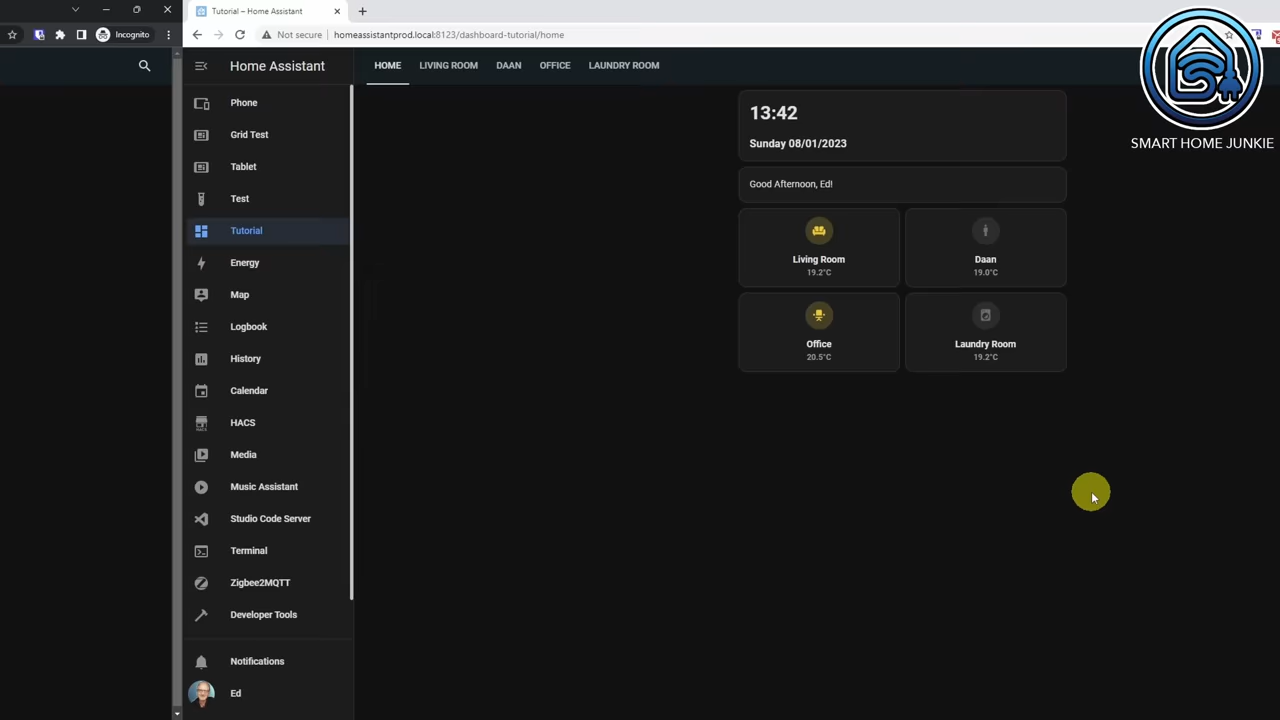 Tutorial – Home Assistant
Incognito
Not secure
homeassistantprod.local:8123/dashboard-tutorial/home
Home Assistant
HOME
LIVING ROOM
DAAN
OFFICE
LAUNDRY ROOM
SMART HOME JUNKIE
Phone
Grid Test
Tablet
Test
Tutorial
Energy
Map
Logbook
History
Calendar
HACS
HACS
Media
Music Assistant
Studio Code Server
Terminal
Zigbee2MQTT
Developer Tools
Notifications
Ed
13:42
Sunday 08/01/2023
Good Afternoon, Ed!
Living Room
19.2°C
Daan
19.0°C
Office
20.5°C
Laundry Room
19.2°C